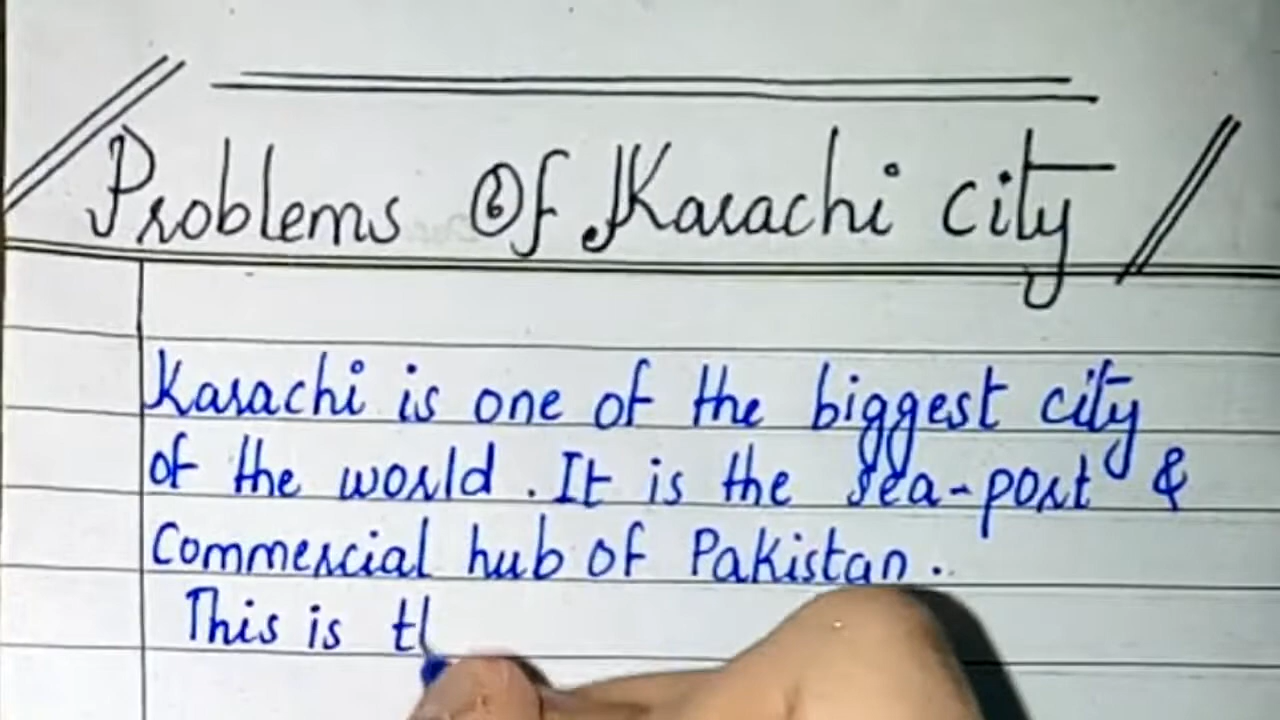 Problems Of Karachi city
Karachi is one of the biggest city
of the world. It is the sea-port &
Commercial hub of Pakistan.
This is th